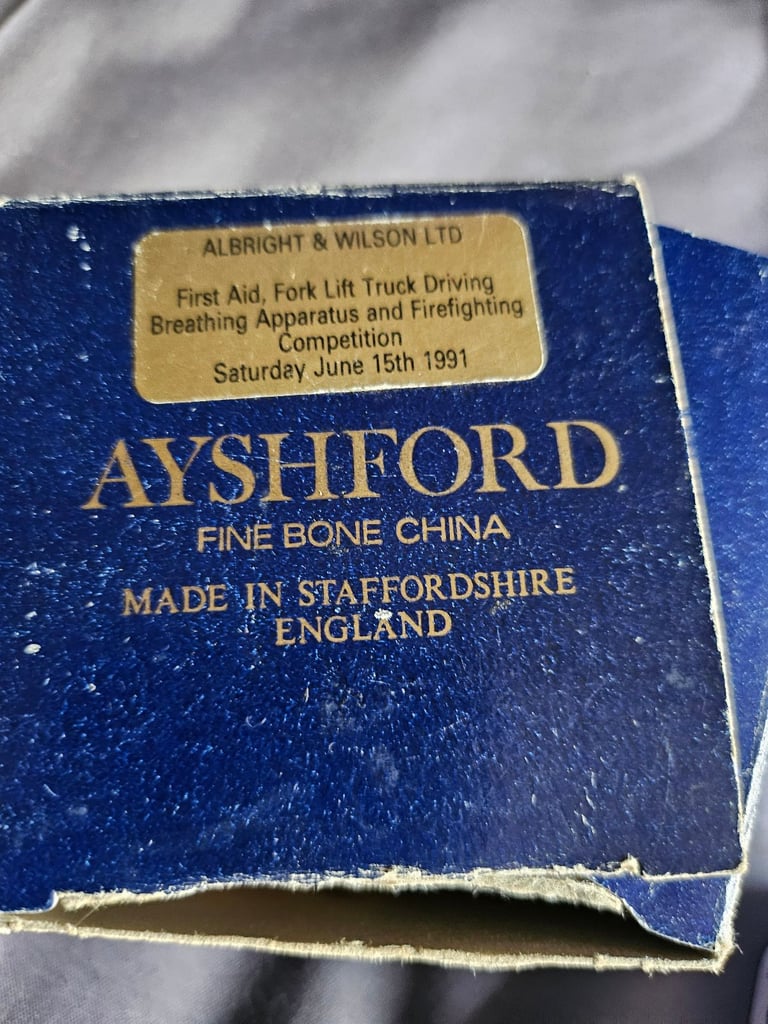 ALBRIGHT & WILSON LTD
First Aid, Fork Lift Truck Driving
Breathing Apparatus and Firefighting
Competition
Saturday June 15th 1991
AYSHFORD
FINE BONE CHINA
MADE IN STAFFORDSHIRE
ENGLAND